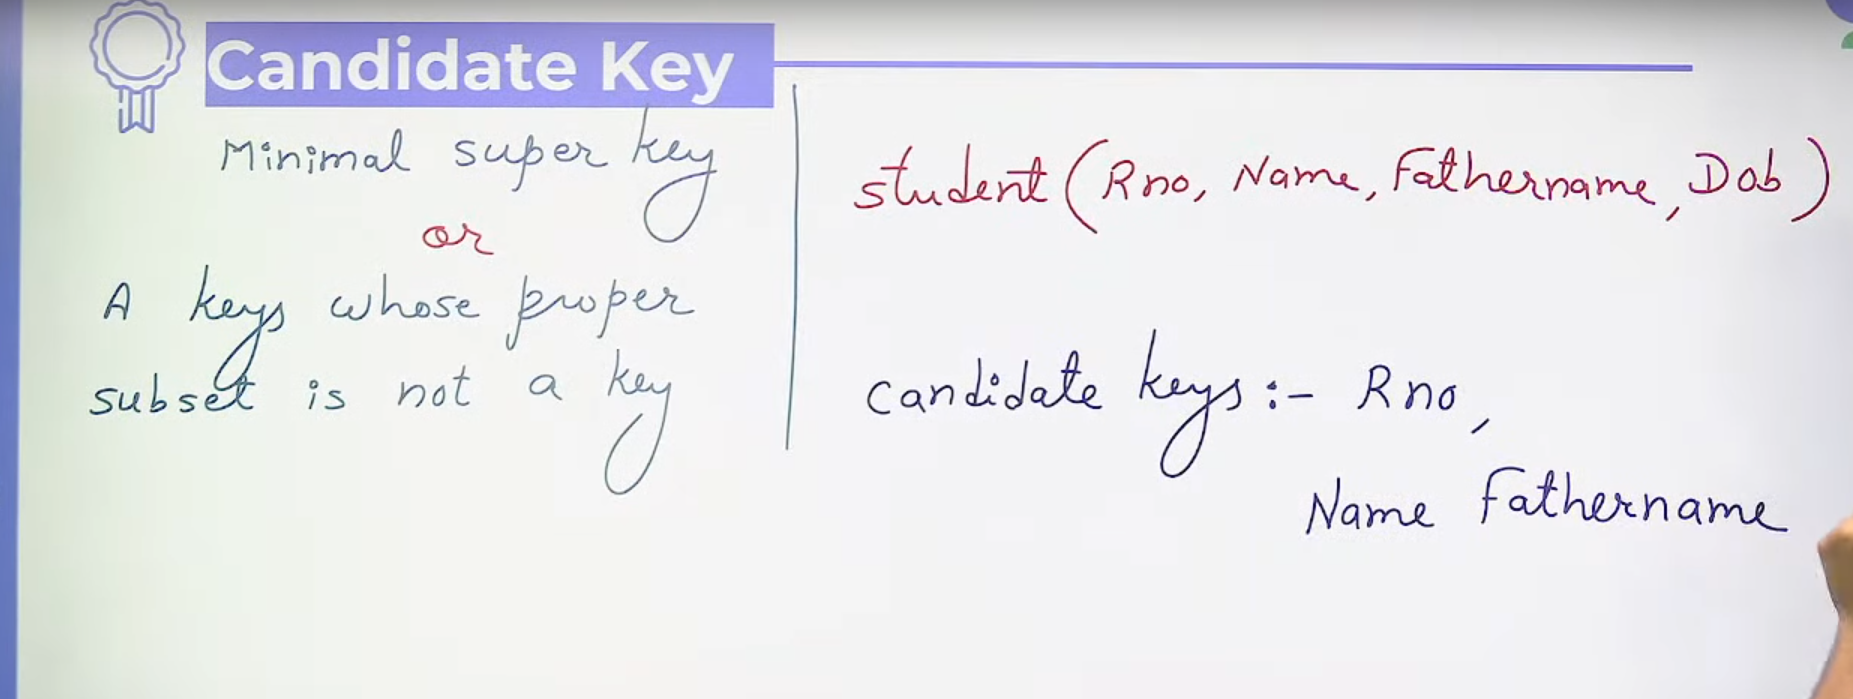 Candidate Key
Minimal super key
or
A keys whose proper
subset is not a key
student (Rno, Name, Fathername, Dob)
candidate keys :- Rno,
Name Fathername